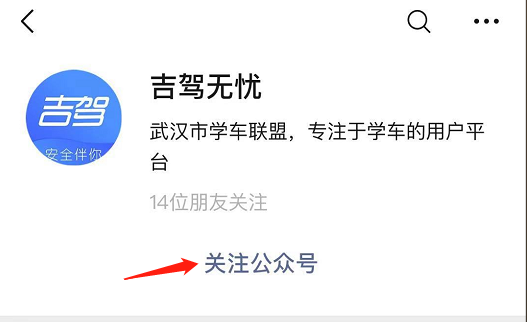 吉驾无忧
吉驾
安全伴你
武汉市学车联盟，专注于学车的用户平
台
14位朋友关注
关注公众号